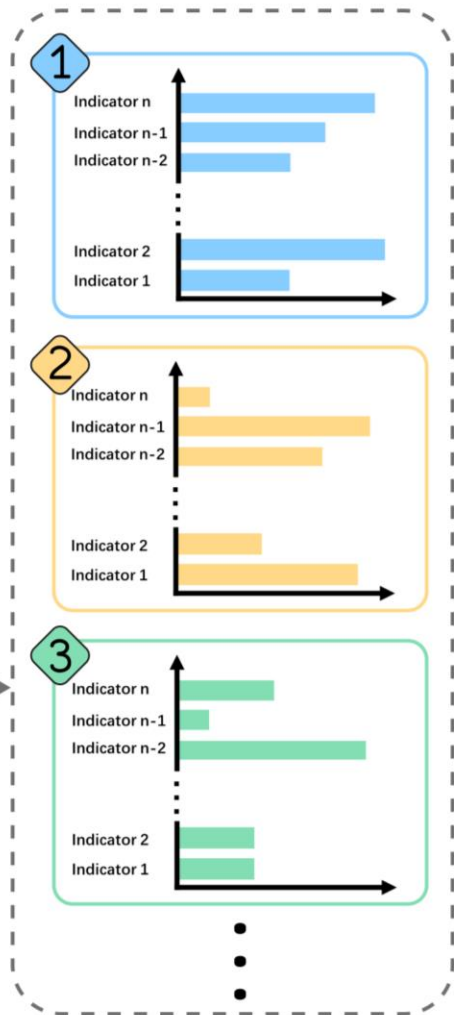 1
Indicator n
Indicator n-1
Indicator n-2
Indicator 2
Indicator 1
2
Indicator n
Indicator n-1
Indicator n-2
Indicator 2
Indicator 1
3
Indicator n
Indicator n-1
Indicator n-2
Indicator 2
Indicator 1